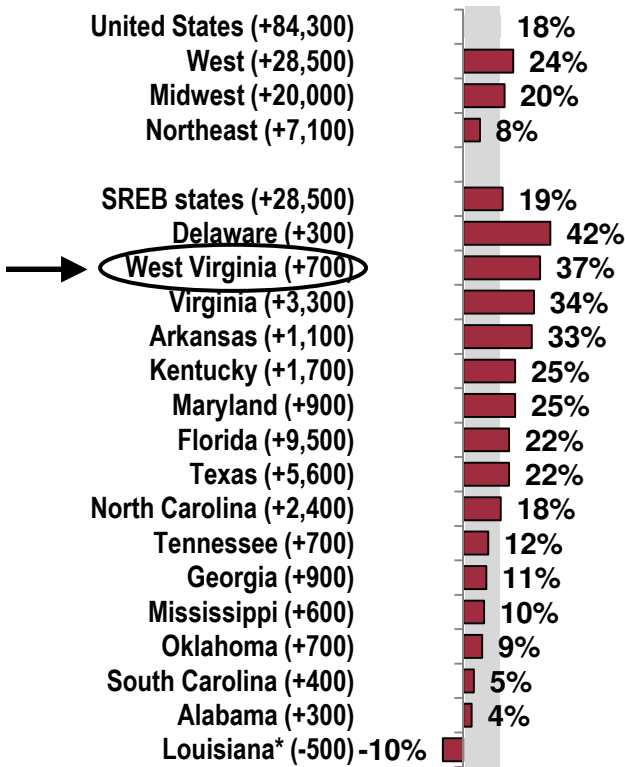 United States (+84,300) 18%
West (+28,500) 24%
Midwest (+20,000) 20%
Northeast (+7,100) 8%
SREB states (+28,500) 19%
Delaware (+300) 42%
West Virginia (+700) 37%
Virginia (+3,300) 34%
Arkansas (+1,100) 33%
Kentucky (+1,700) 25%
Maryland (+900) 25%
Florida (+9,500) 22%
Texas (+5,600) 22%
North Carolina (+2,400) 18%
Tennessee (+700) 12%
Georgia (+900) 11%
Mississippi (+600) 10%
Oklahoma (+700) 9%
South Carolina (+400) 5%
Alabama (+300) 4%
Louisiana* (-500) -10%